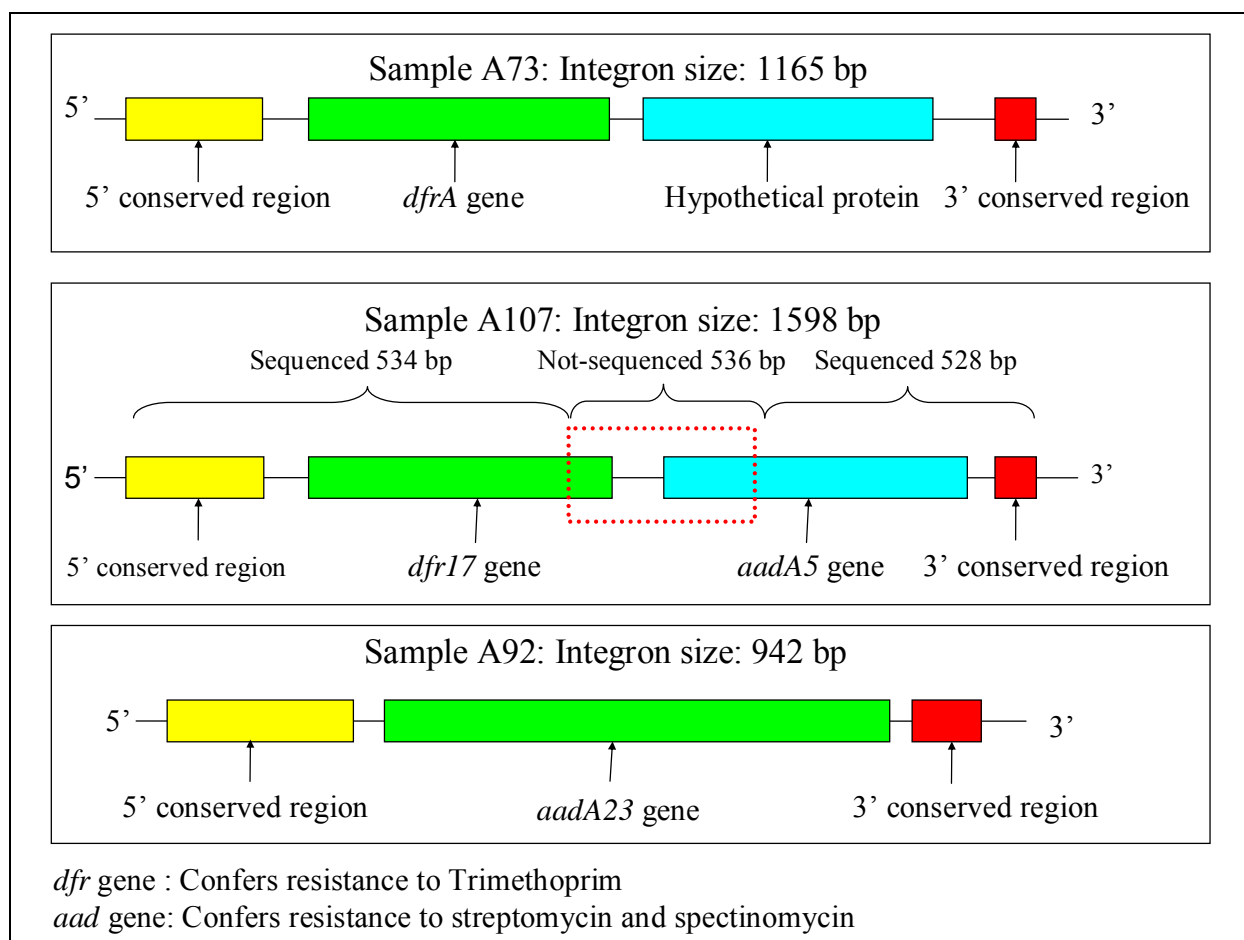 Sample A73: Integron size: 1165 bp
5’ 3’
5’ conserved region dfrA gene Hypothetical protein 3’ conserved region
Sample A107: Integron size: 1598 bp
Sequenced 534 bp Not-sequenced 536 bp Sequenced 528 bp
5’ 3’
5’ conserved region dfr17 gene aadA5 gene 3’ conserved region
Sample A92: Integron size: 942 bp
5’ 3’
5’ conserved region aadA23 gene 3’ conserved region
dfr gene : Confers resistance to Trimethoprim
aad gene: Confers resistance to streptomycin and spectinomycin